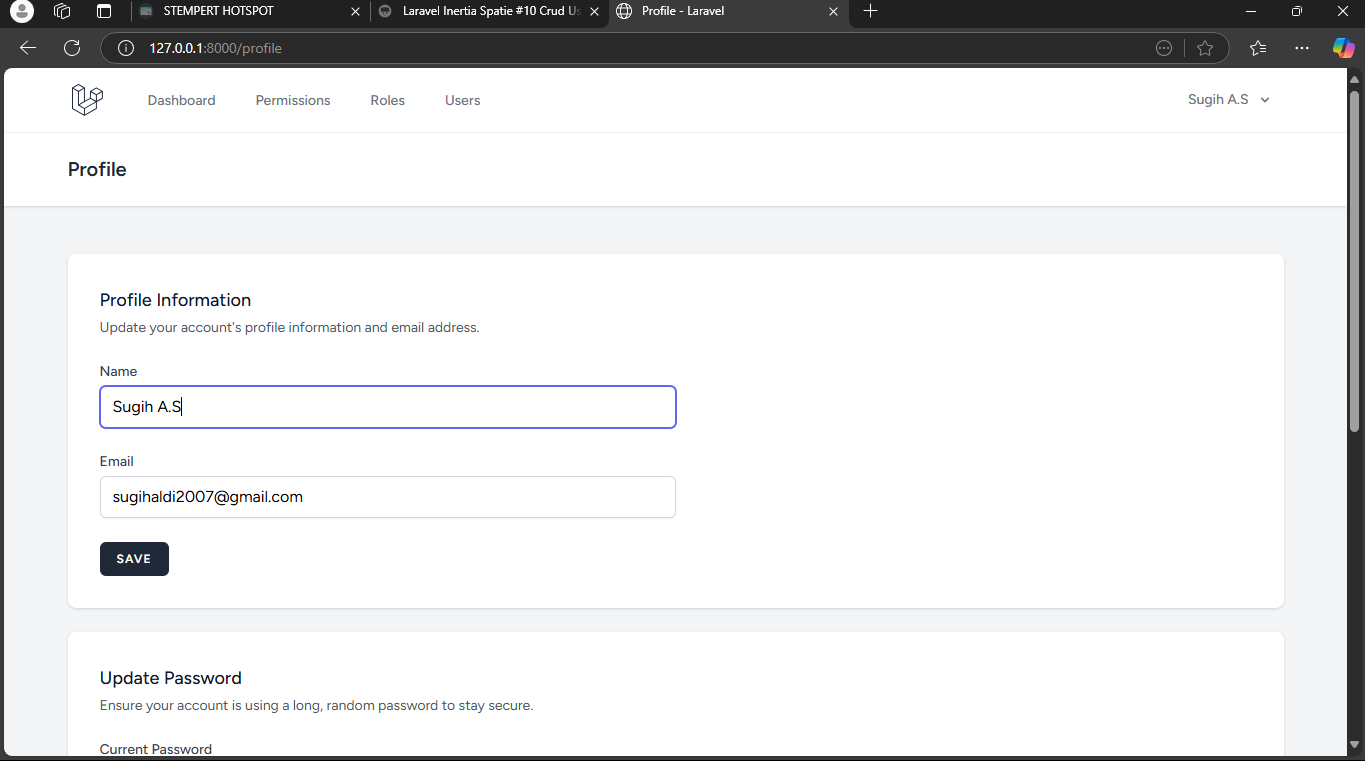 STEMPERT HOTSPOT
Laravel Inertia Spatie #10 Crud Us
Profile - Laravel
127.0.0.1:8000/profile
Dashboard Permissions Roles Users Sugih A.S
Profile
Profile Information
Update your account's profile information and email address.
Name
Sugih A.S
Email
sugihaldi2007@gmail.com
SAVE
Update Password
Ensure your account is using a long, random password to stay secure.
Current Password